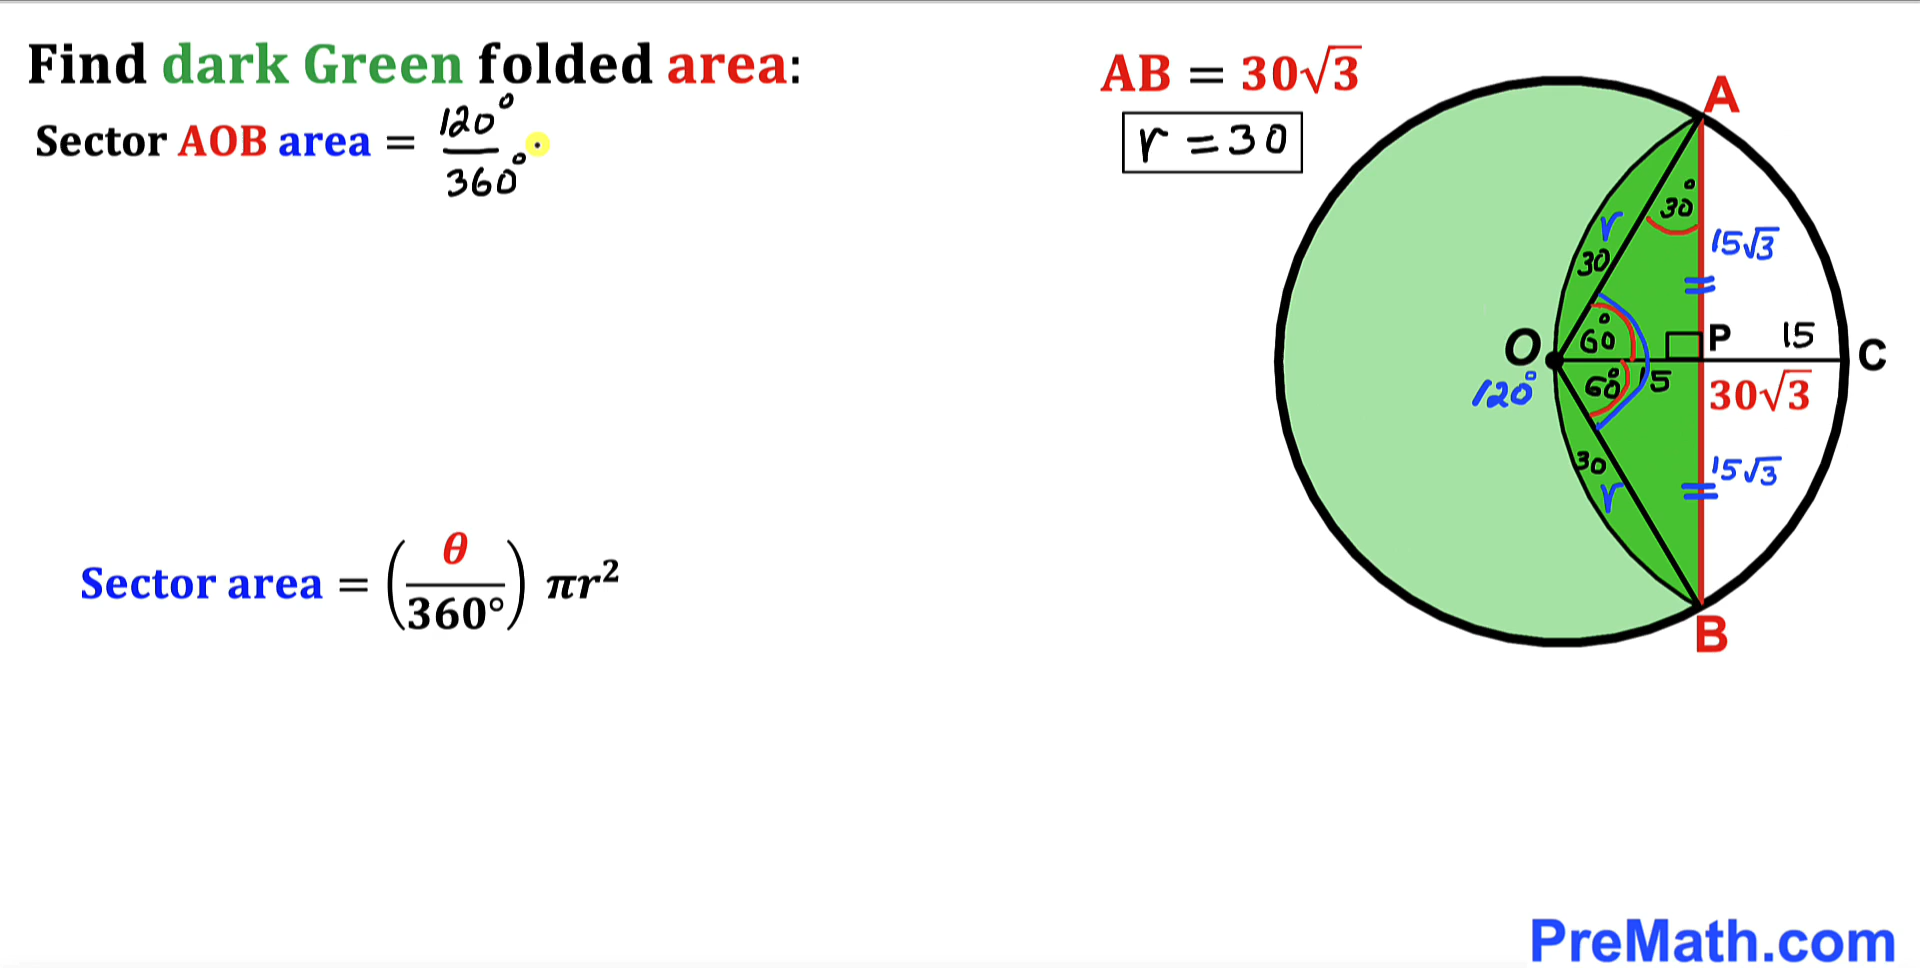 Find dark Green folded area:
Sector AOB area = 120° / 360° ·
Sector area = (θ / 360°) πr²
AB = 30√3
r = 30
A
30°
r
15√3
30
=
O
60°
P
15
C
120°
60°
15
30√3
30
15√3
r
=
B
PreMath.com